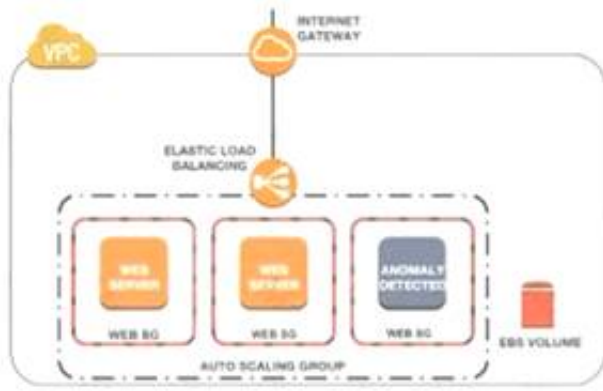 INTERNET
GATEWAY
VPC
ELASTIC LOAD
BALANCING
WEB
SERVER
WEB
SERVER
ANOMALY
DETECTED
WEB SG
WEB SG
WEB SG
EBS VOLUME
AUTO SCALING GROUP